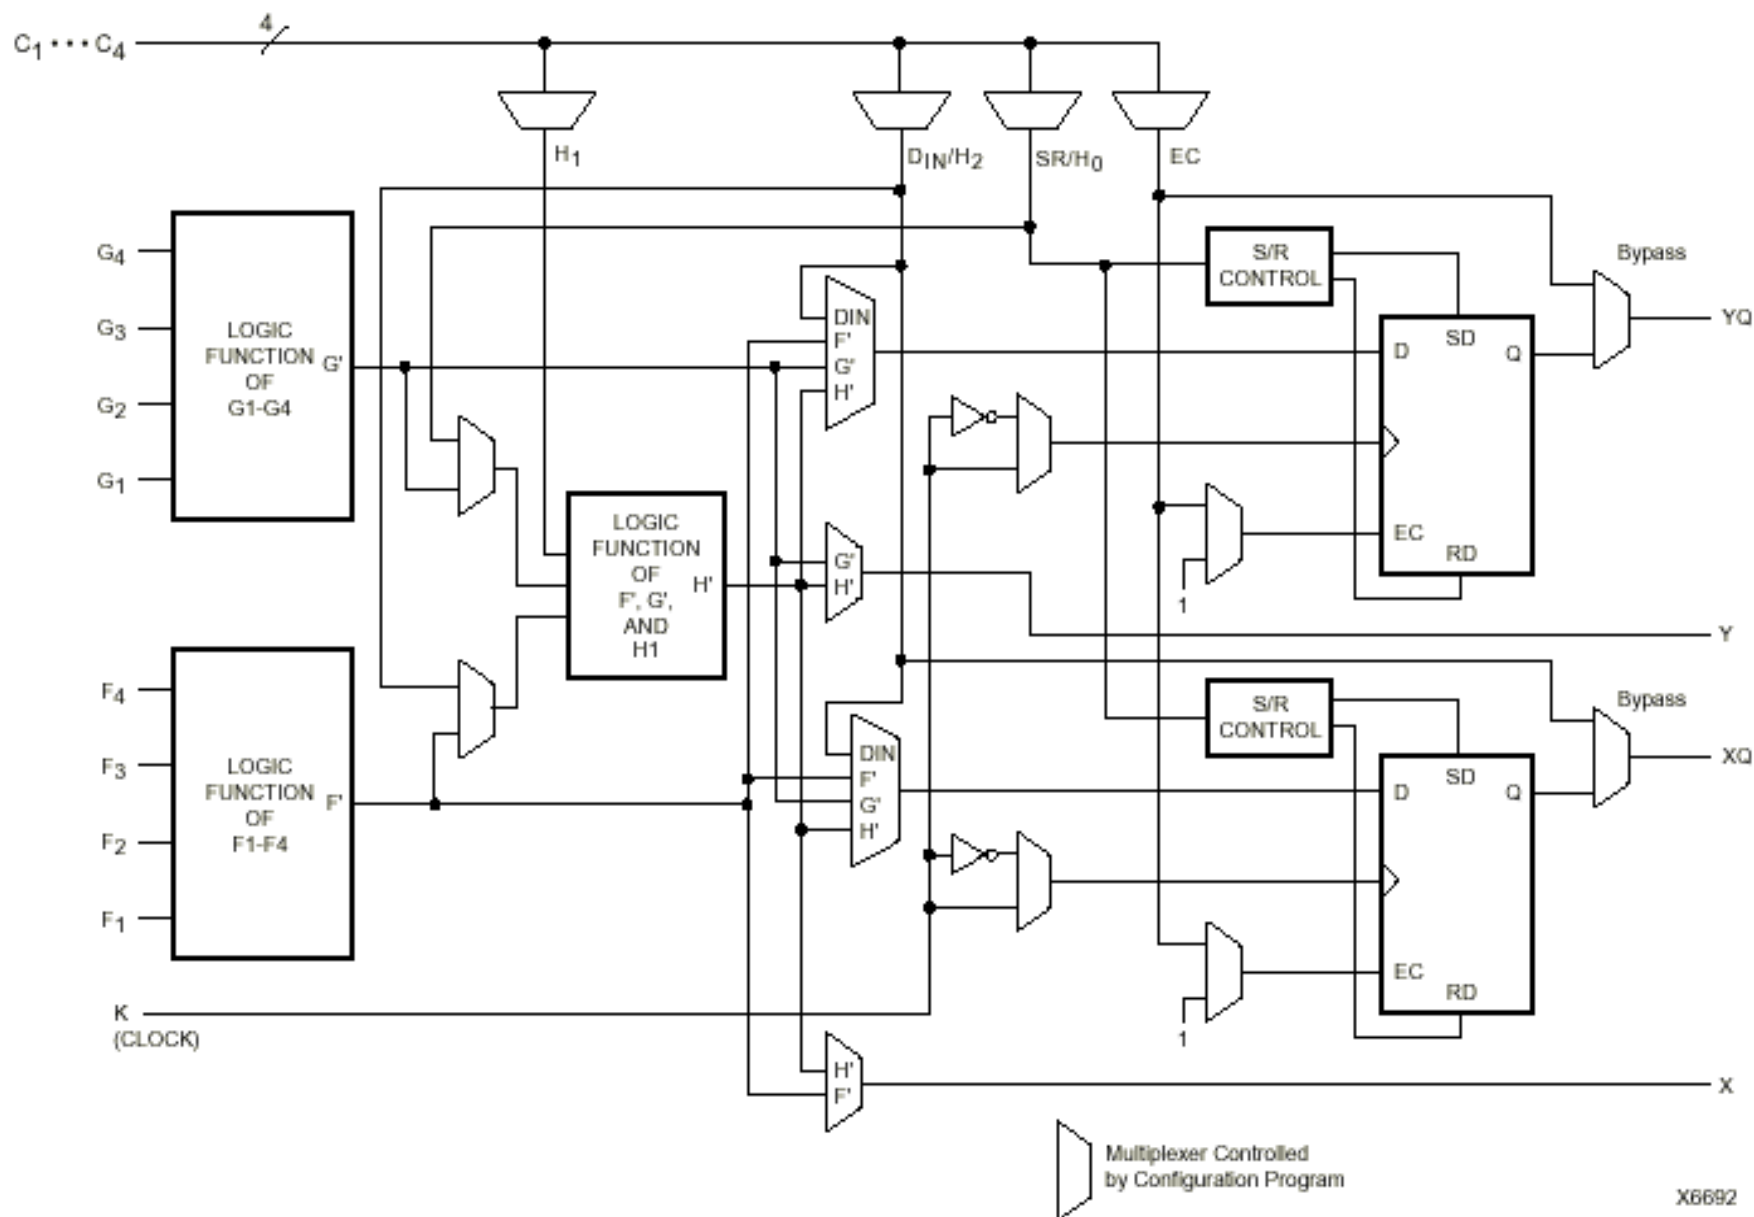 C1 • • • C4
4
H1
DIN/H2
SR/H0
EC
G4
G3
G2
G1
LOGIC
FUNCTION
OF
G1-G4
G'
S/R
CONTROL
Bypass
YQ
DIN
F'
G'
H'
D
SD
Q
EC
RD
1
LOGIC
FUNCTION
OF
F', G',
AND
H1
H'
G'
H'
Y
F4
F3
F2
F1
LOGIC
FUNCTION
OF
F1-F4
F'
S/R
CONTROL
Bypass
XQ
DIN
F'
G'
H'
D
SD
Q
EC
RD
1
K
(CLOCK)
H'
F'
X
Multiplexer Controlled
by Configuration Program
X6692